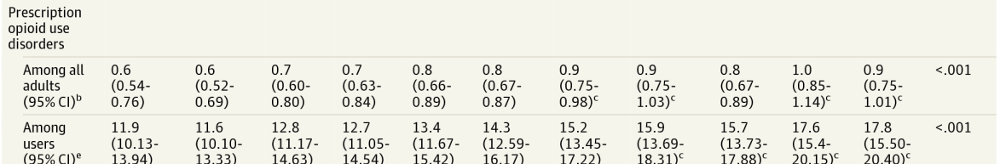 Prescription
opioid use
disorders
Among all 0.6 0.6 0.7 0.7 0.8 0.8 0.9 0.9 0.8 1.0 0.9 <.001
adults (0.54- (0.52- (0.60- (0.63- (0.66- (0.67- (0.75- (0.75- (0.67- (0.85- (0.75-
(95% CI)b 0.76) 0.69) 0.80) 0.84) 0.89) 0.87) 0.98)c 1.03)c 0.89) 1.14)c 1.01)c
Among 11.9 11.6 12.8 12.7 13.4 14.3 15.2 15.9 15.7 17.6 17.8 <.001
users (10.13- (10.10- (11.17- (11.05- (11.67- (12.59- (13.45- (13.69- (13.73- (15.4- (15.50-
(95% CI)e 13.94) 13.33) 14.63) 14.54) 15.42) 16.17) 17.22) 18.31)c 17.88)c 20.15)c 20.40)c